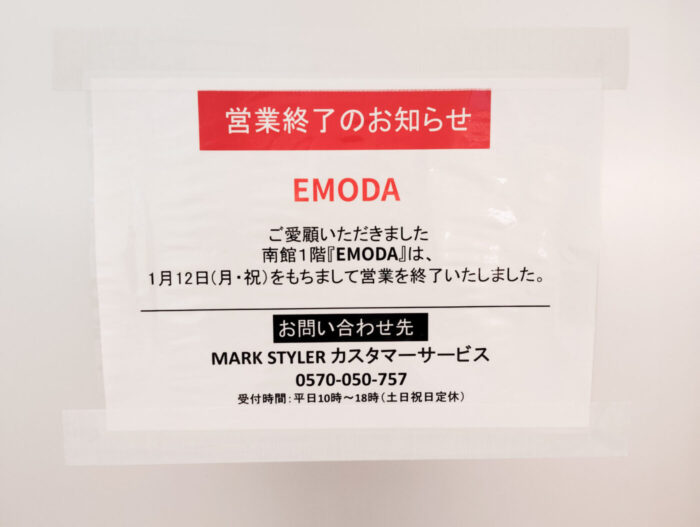 営業終了のお知らせ
EMODA
ご愛顧いただきました
南館１階『EMODA』は、
１月12日（月・祝）をもちまして営業を終了いたしました。
お問い合わせ先
MARK STYLER カスタマーサービス
0570-050-757
受付時間：平日10時～18時（土日祝日定休）